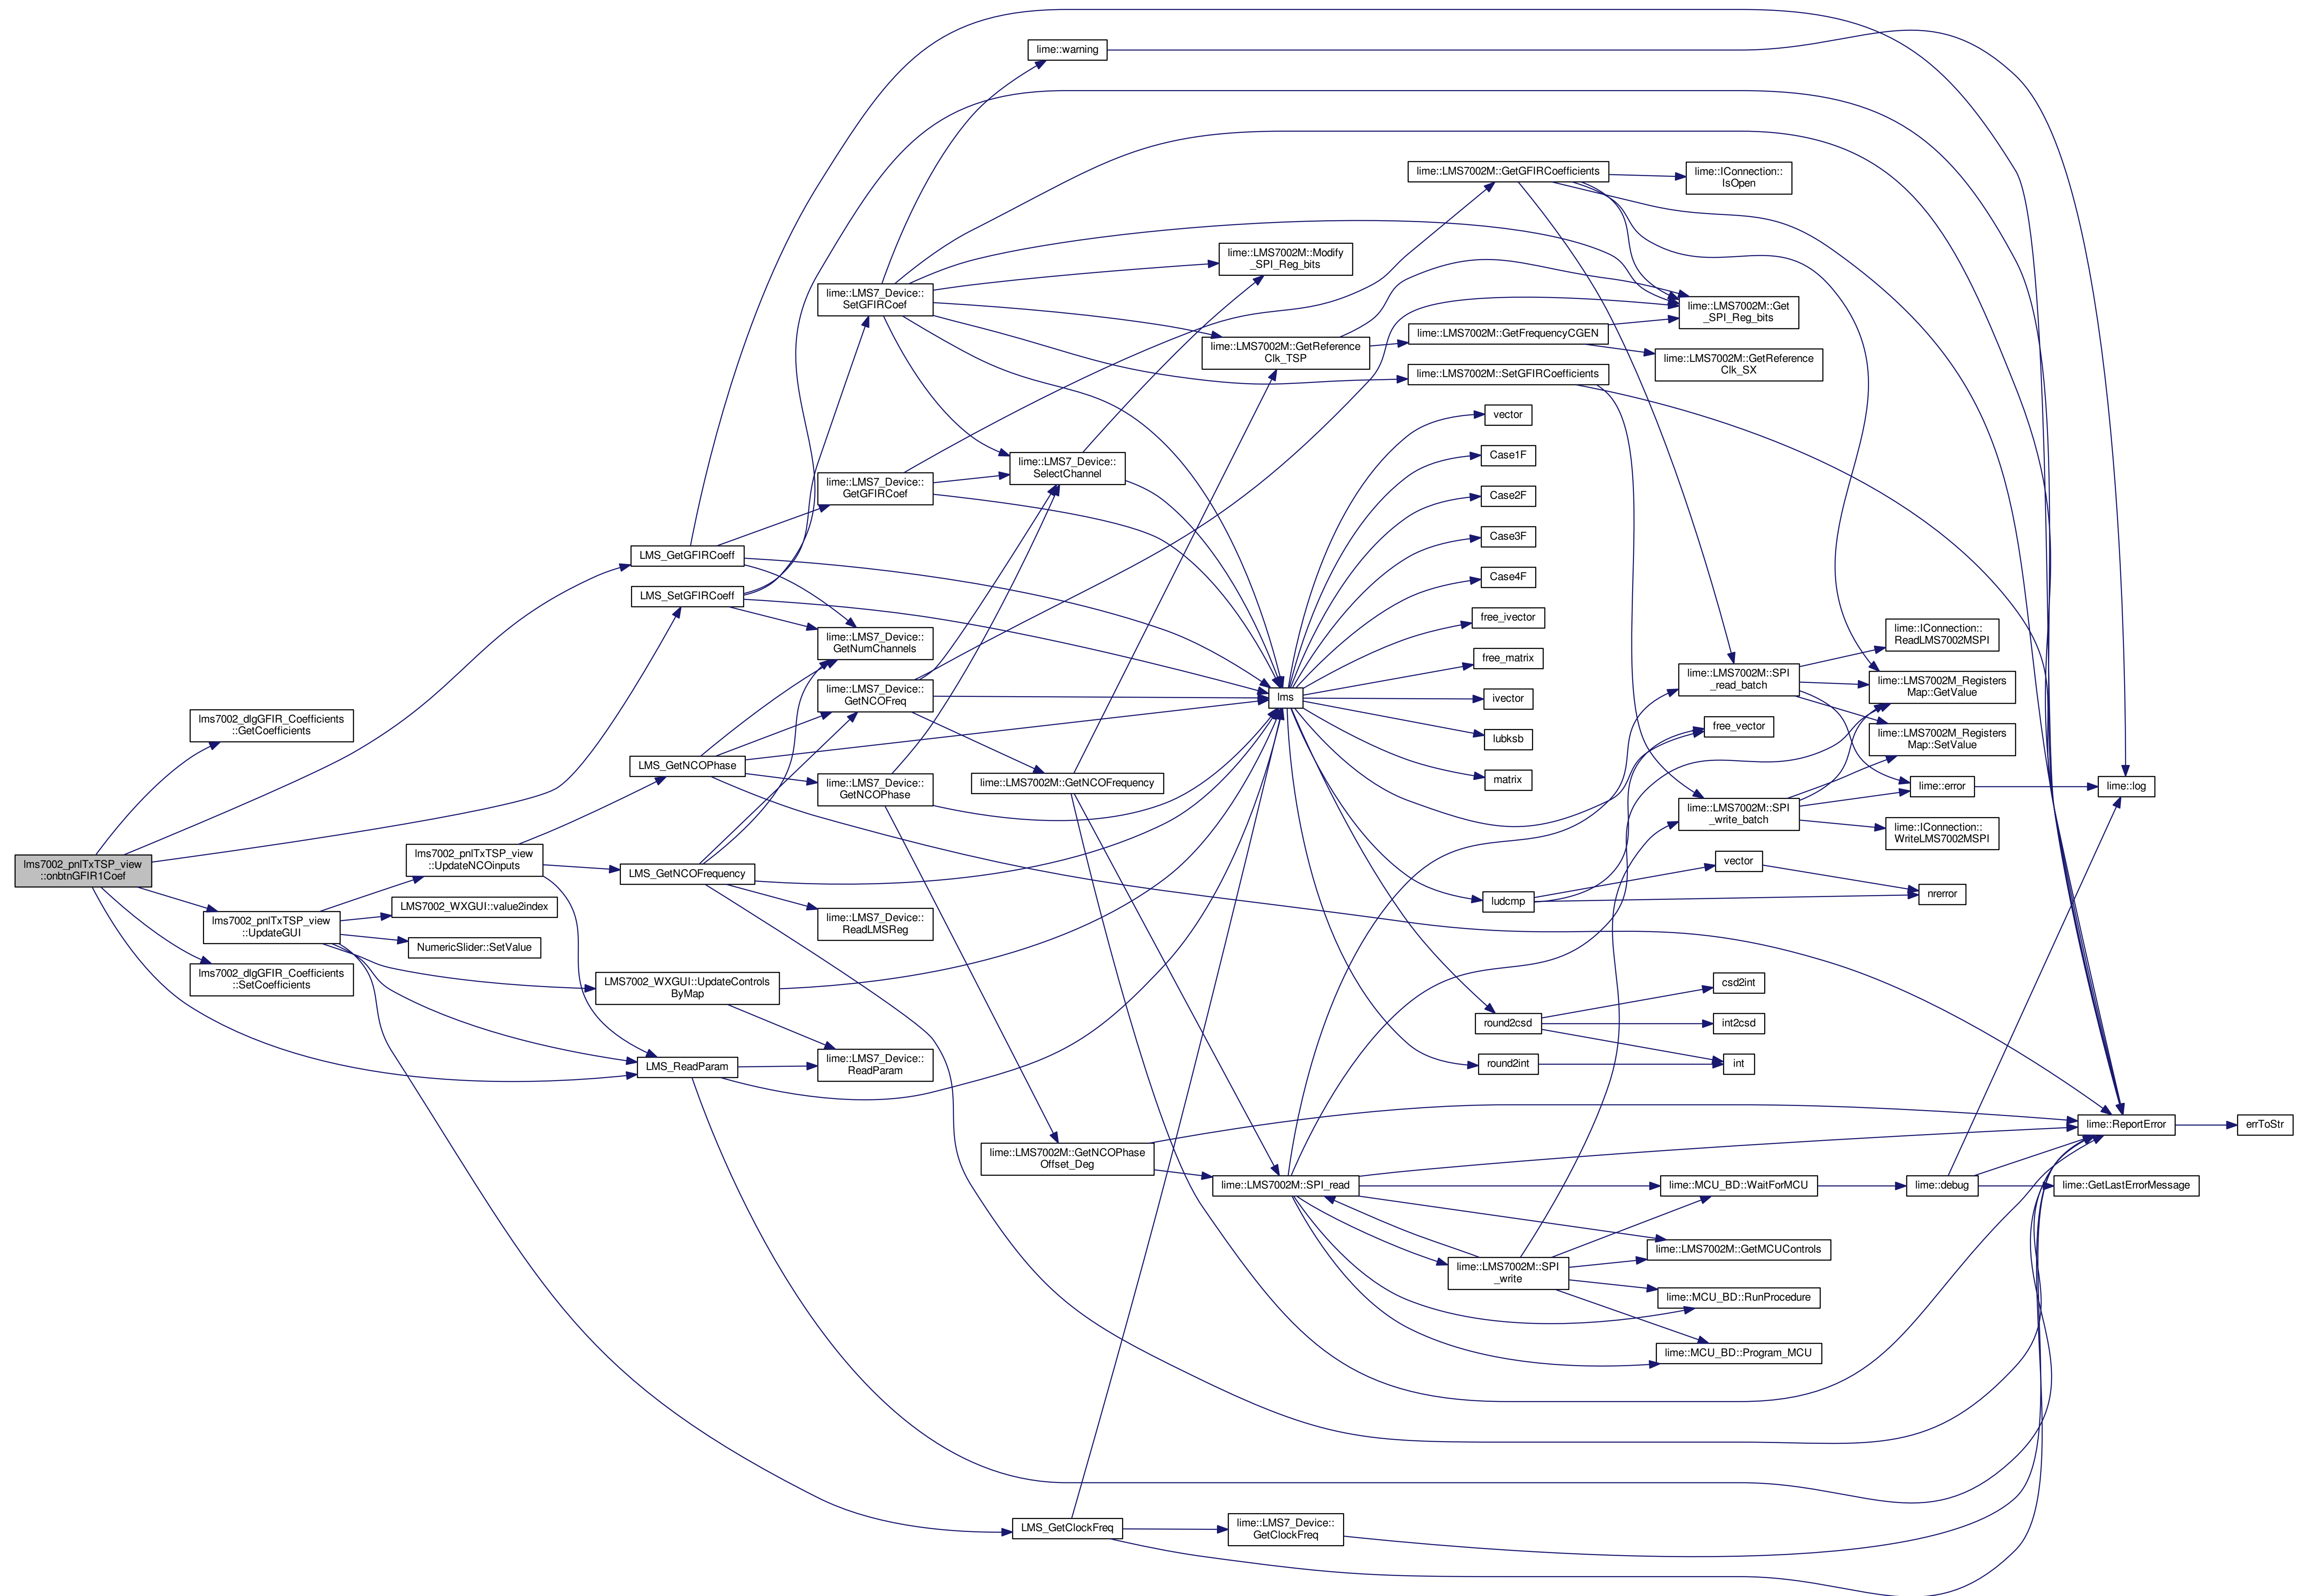 lms7002_pnlTxTSP_view
::onbtnGFIR1Coef
lms7002_dlgGFIR_Coefficients
::GetCoefficients
lms7002_pnlTxTSP_view
::UpdateGUI
lms7002_dlgGFIR_Coefficients
::SetCoefficients
lms7002_pnlTxTSP_view
::UpdateNCOinputs
LMS7002_WXGUI::value2index
NumericSlider::SetValue
LMS_GetGFIRCoeff
LMS_SetGFIRCoeff
LMS_GetNCOPhase
LMS_GetNCOFrequency
LMS7002_WXGUI::UpdateControls
ByMap
LMS_ReadParam
lime::LMS7_Device::
SetGFIRCoef
lime::LMS7_Device::
GetGFIRCoef
lime::LMS7_Device::
GetNumChannels
lime::LMS7_Device::
GetNCOFreq
lime::LMS7_Device::
GetNCOPhase
lime::LMS7_Device::
ReadLMSReg
lime::LMS7_Device::
ReadParam
lime::warning
lime::LMS7_Device::
SelectChannel
lime::LMS7002M::GetNCOFrequency
lime::LMS7002M::GetNCOPhase
Offset_Deg
LMS_GetClockFreq
lime::LMS7002M::Modify
_SPI_Reg_bits
lime::LMS7002M::GetReference
Clk_TSP
lms
lime::LMS7002M::SPI_read
lime::LMS7_Device::
GetClockFreq
lime::LMS7002M::GetGFIRCoefficients
lime::LMS7002M::GetFrequencyCGEN
lime::LMS7002M::SetGFIRCoefficients
vector
Case1F
Case2F
Case3F
Case4F
free_ivector
free_matrix
ivector
lubksb
matrix
ludcmp
round2csd
round2int
lime::LMS7002M::SPI
_write
lime::IConnection::
IsOpen
lime::LMS7002M::Get
_SPI_Reg_bits
lime::LMS7002M::GetReference
Clk_SX
lime::LMS7002M::SPI
_read_batch
free_vector
lime::LMS7002M::SPI
_write_batch
vector
csd2int
int2csd
int
lime::MCU_BD::WaitForMCU
lime::LMS7002M::GetMCUControls
lime::MCU_BD::RunProcedure
lime::MCU_BD::Program_MCU
lime::IConnection::
ReadLMS7002MSPI
lime::LMS7002M_Registers
Map::GetValue
lime::LMS7002M_Registers
Map::SetValue
lime::error
lime::IConnection::
WriteLMS7002MSPI
nrerror
lime::debug
lime::log
lime::ReportError
lime::GetLastErrorMessage
errToStr